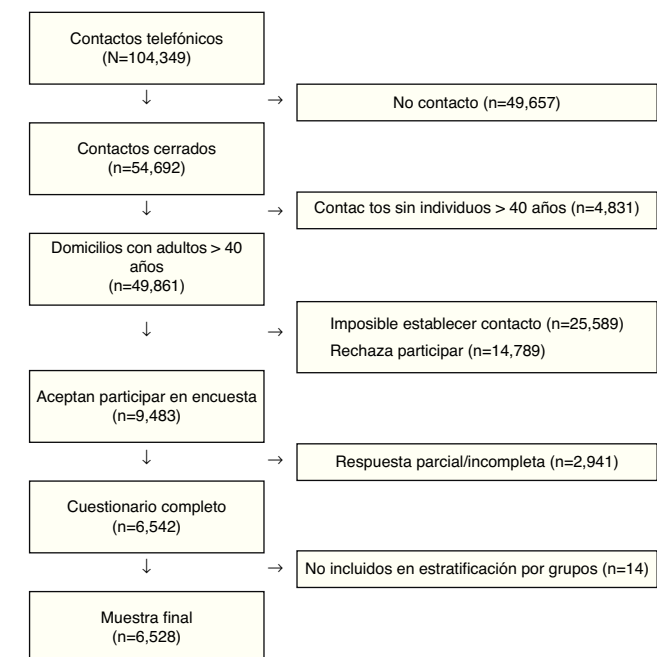 Contactos telefónicos
(N=104,349)
↓ → No contacto (n=49,657)
Contactos cerrados
(n=54,692)
↓ → Contac tos sin individuos > 40 años (n=4,831)
Domicilios con adultos > 40
años
(n=49,861)
↓ → Imposible establecer contacto (n=25,589)
Rechaza participar (n=14,789)
Aceptan participar en encuesta
(n=9,483)
↓ → Respuesta parcial/incompleta (n=2,941)
Cuestionario completo
(n=6,542)
↓ → No incluidos en estratificación por grupos (n=14)
Muestra final
(n=6,528)